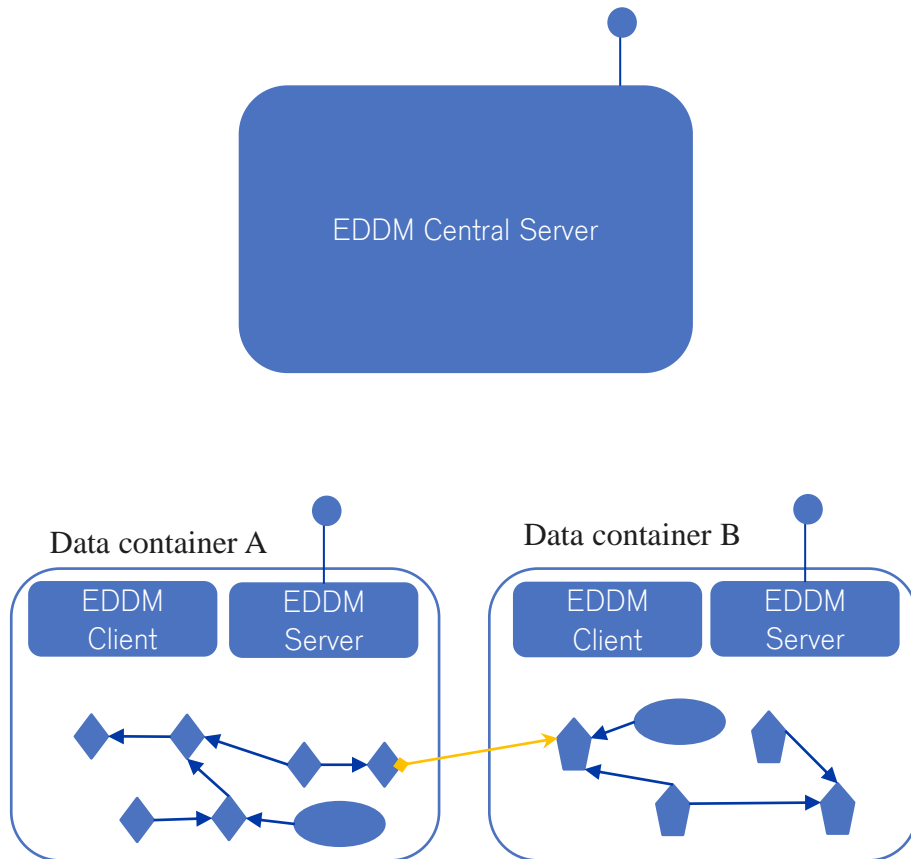 EDDM Central Server
Data container A
Data container B
EDDM
Client
EDDM
Server
EDDM
Client
EDDM
Server